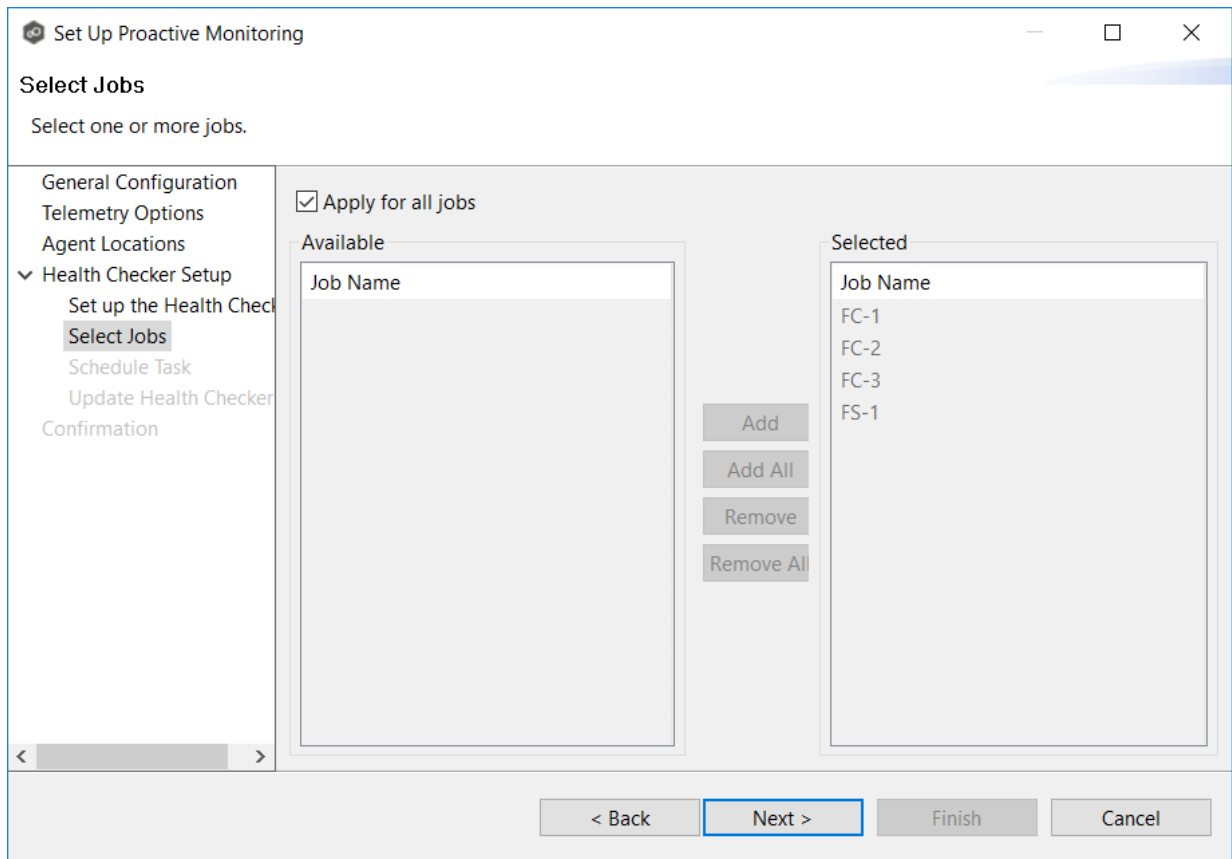 Set Up Proactive Monitoring
Select Jobs
Select one or more jobs.
General Configuration
Telemetry Options
Agent Locations
Health Checker Setup
Set up the Health Check
Select Jobs
Schedule Task
Update Health Checker
Confirmation
Apply for all jobs
Available
Job Name
Add
Add All
Remove
Remove All
Selected
Job Name
FC-1
FC-2
FC-3
FS-1
< Back
Next >
Finish
Cancel